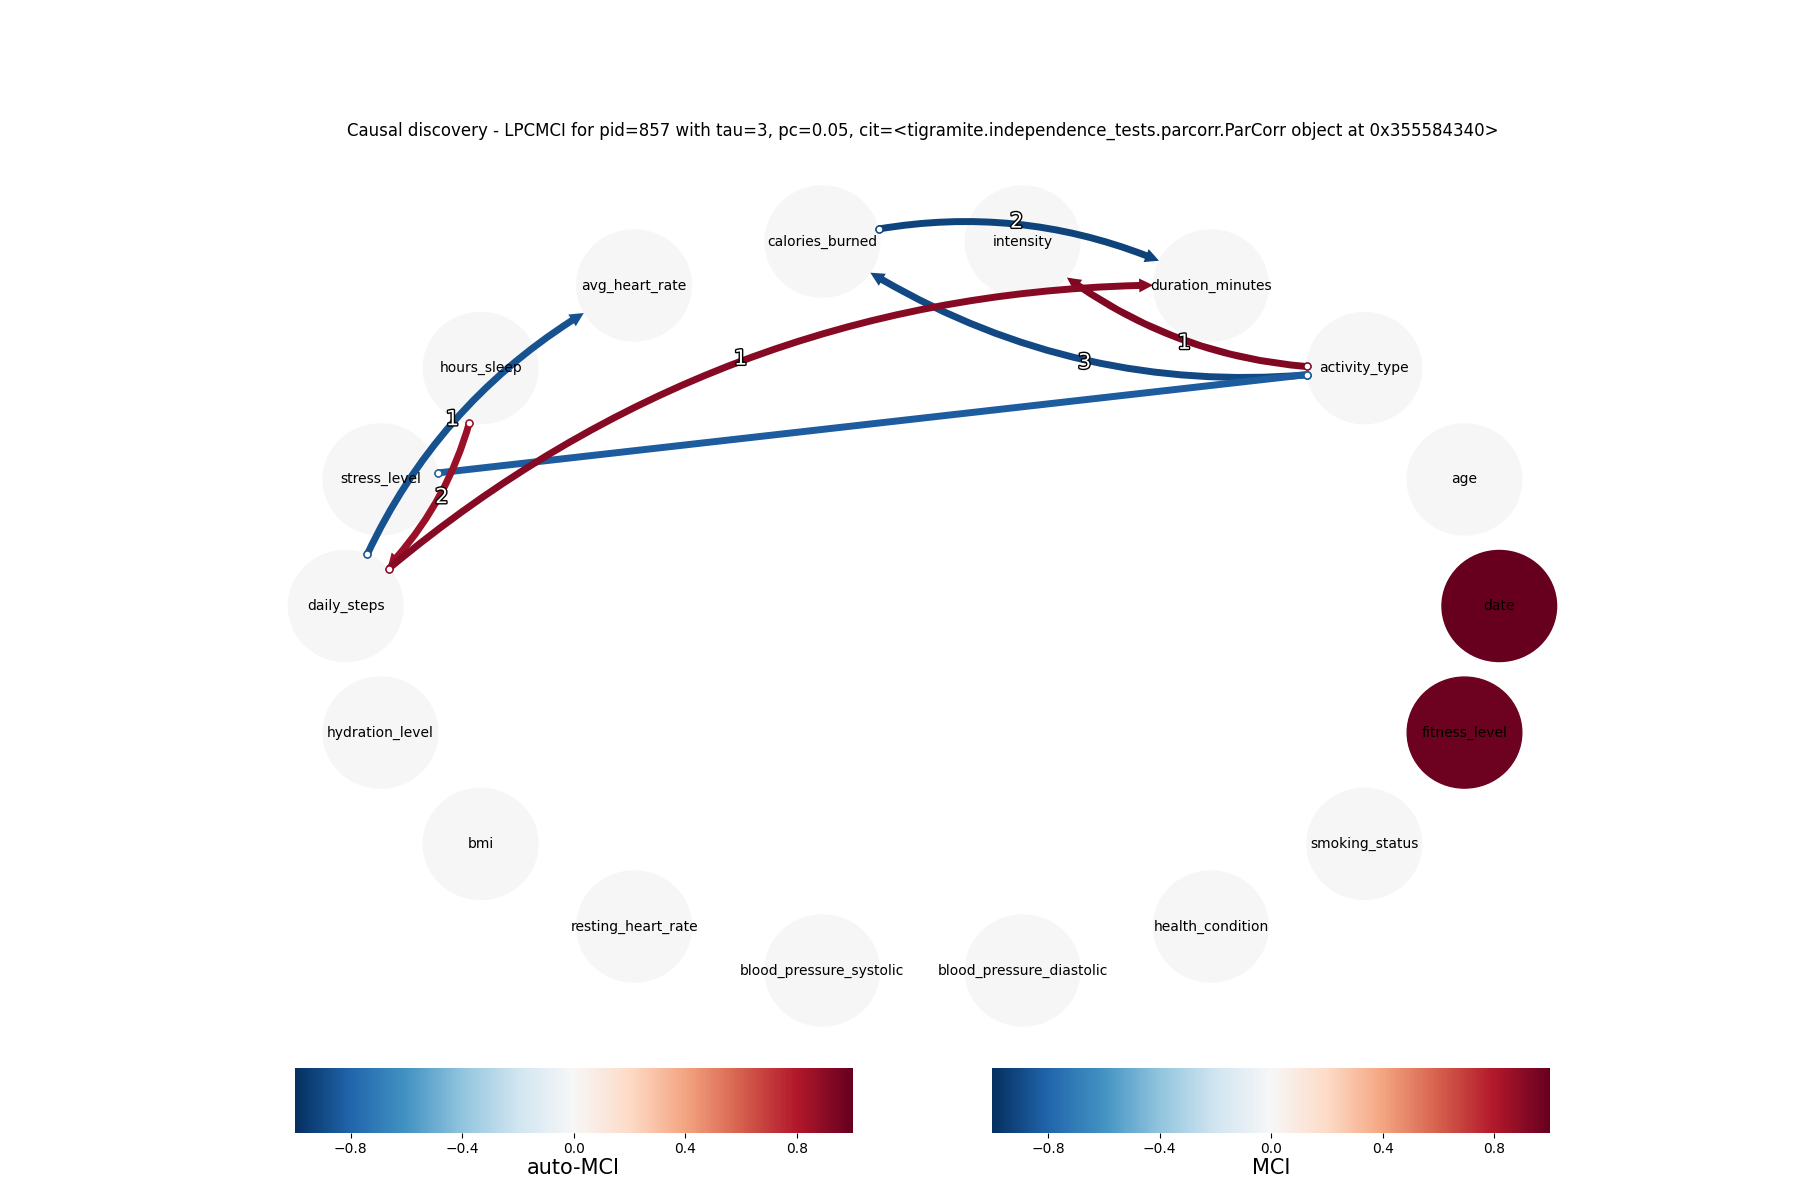 Causal discovery - LPCMCI for pid=857 with tau=3, pc=0.05, cit=<tigramite.independence_tests.parcorr.ParCorr object at 0x355584340>
2
calories_burned
intensity
avg_heart_rate
duration_minutes
1
1
3
hours_sleep
activity_type
1
stress_level
age
2
daily_steps
date
hydration_level
fitness_level
bmi
smoking_status
resting_heart_rate
health_condition
blood_pressure_systolic
blood_pressure_diastolic
−0.8 −0.4 0.0 0.4 0.8
auto-MCI
−0.8 −0.4 0.0 0.4 0.8
MCI